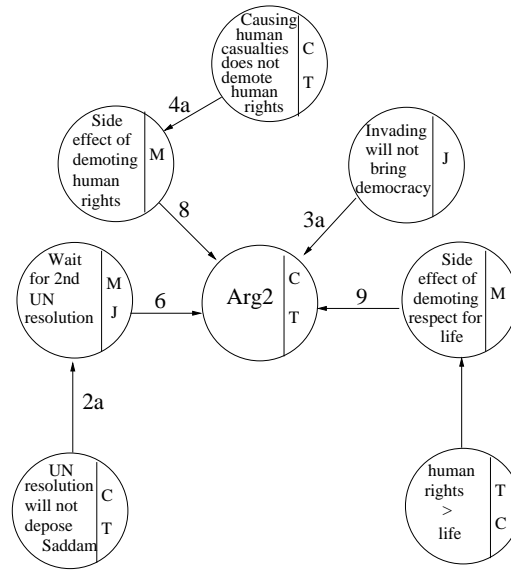 Causing
human
casualties
does not
demote
human
rights
C
T
4a
Side
effect of
demoting
human
rights
M
Invading
will not
bring
democracy
J
8
3a
Wait
for 2nd
UN
resolution
M
J
6
Arg2
C
T
9
Side
effect of
demoting
respect for
life
M
2a
UN
resolution
will not
depose
Saddam
C
T
human
rights
>
life
T
C